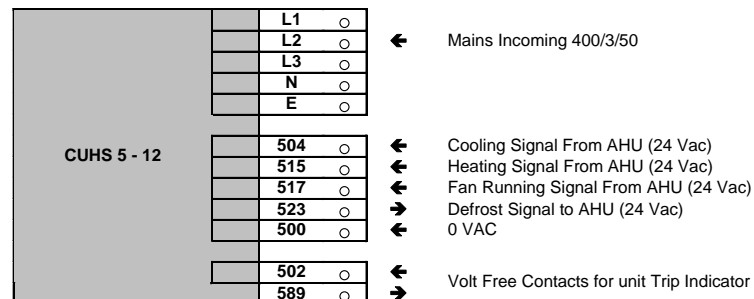 L1
L2 Mains Incoming 400/3/50
L3
N
E
CUHS 5 - 12
504 Cooling Signal From AHU (24 Vac)
515 Heating Signal From AHU (24 Vac)
517 Fan Running Signal From AHU (24 Vac)
523 Defrost Signal to AHU (24 Vac)
500 0 VAC
502
Volt Free Contacts for unit Trip Indicator
589